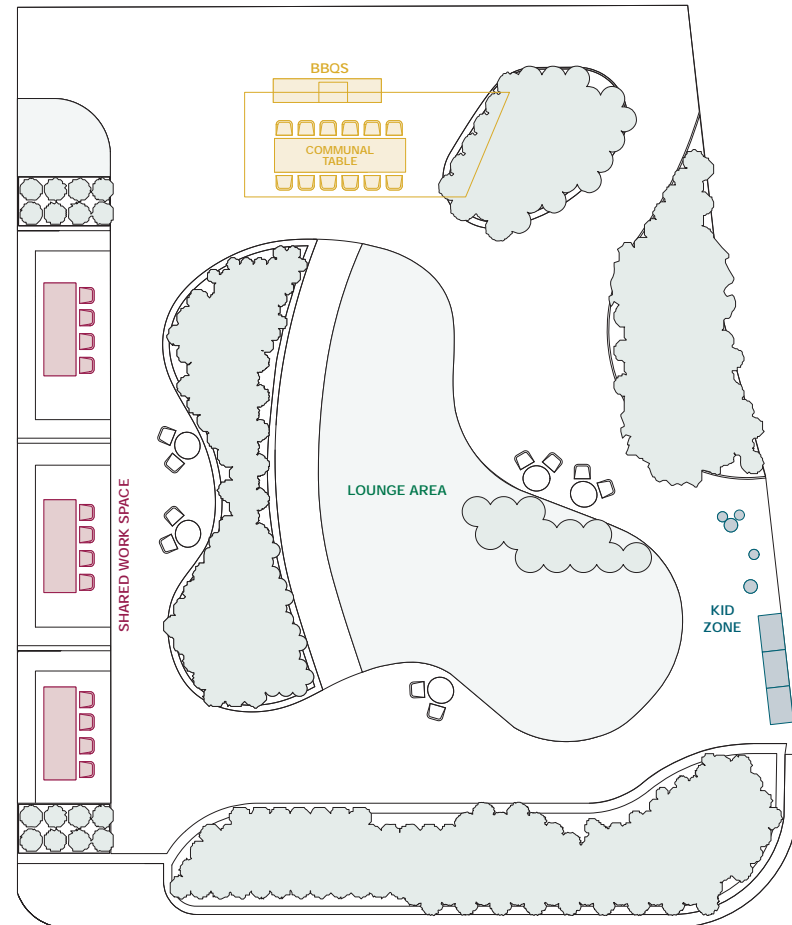 BBQS
COMMUNAL
TABLE
LOUNGE AREA
SHARED WORK SPACE
KID
ZONE